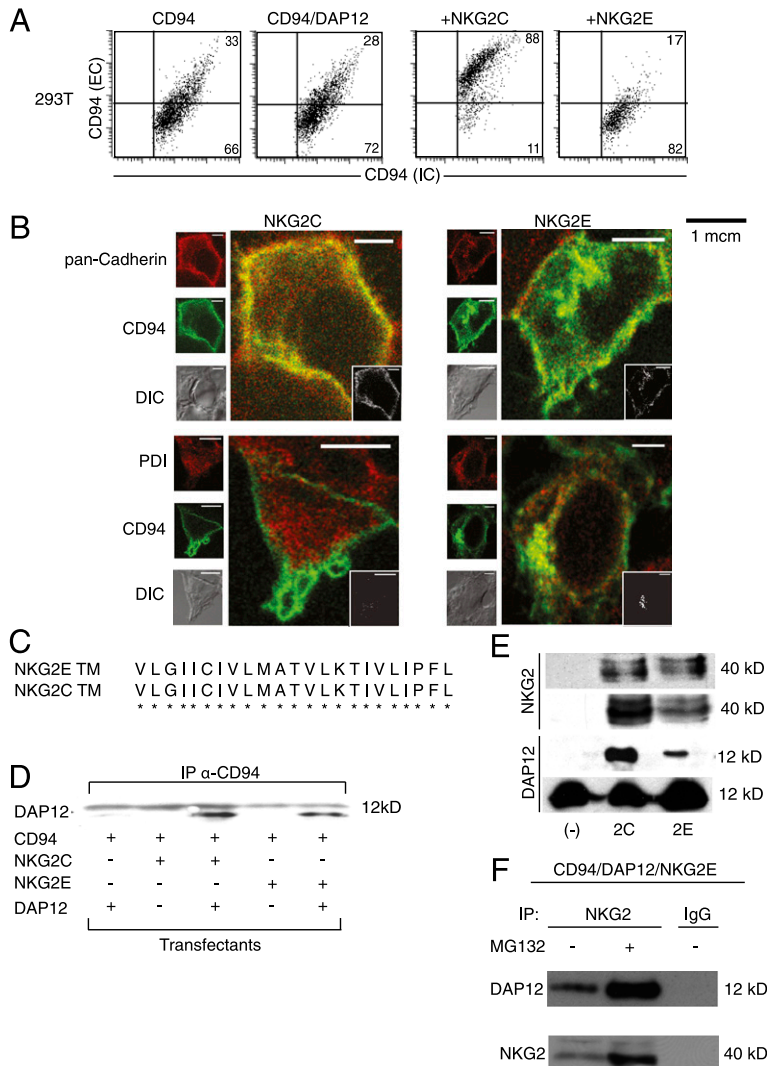 A
CD94
CD94/DAP12
+NKG2C
+NKG2E
33
28
88
17
293T
CD94 (EC)
66
72
11
82
CD94 (IC)
B
NKG2C
NKG2E
1 mcm
pan-Cadherin
CD94
DIC
PDI
CD94
DIC
C
NKG2E TM V L G I I C I V L M A T V L K T I V L I P F L
NKG2C TM V L G I I C I V L M A T V L K T I V L I P F L
* * * * * * * * * * * * * * * * * * * * * * *
D
IP α-CD94
DAP12
12kD
CD94 + + + + +
NKG2C - + + - -
NKG2E - - - + +
DAP12 + - + - +
Transfectants
E
NKG2
40 kD
40 kD
DAP12
12 kD
12 kD
(-) 2C 2E
F
CD94/DAP12/NKG2E
IP: NKG2 IgG
MG132 - + -
DAP12 12 kD
NKG2 40 kD